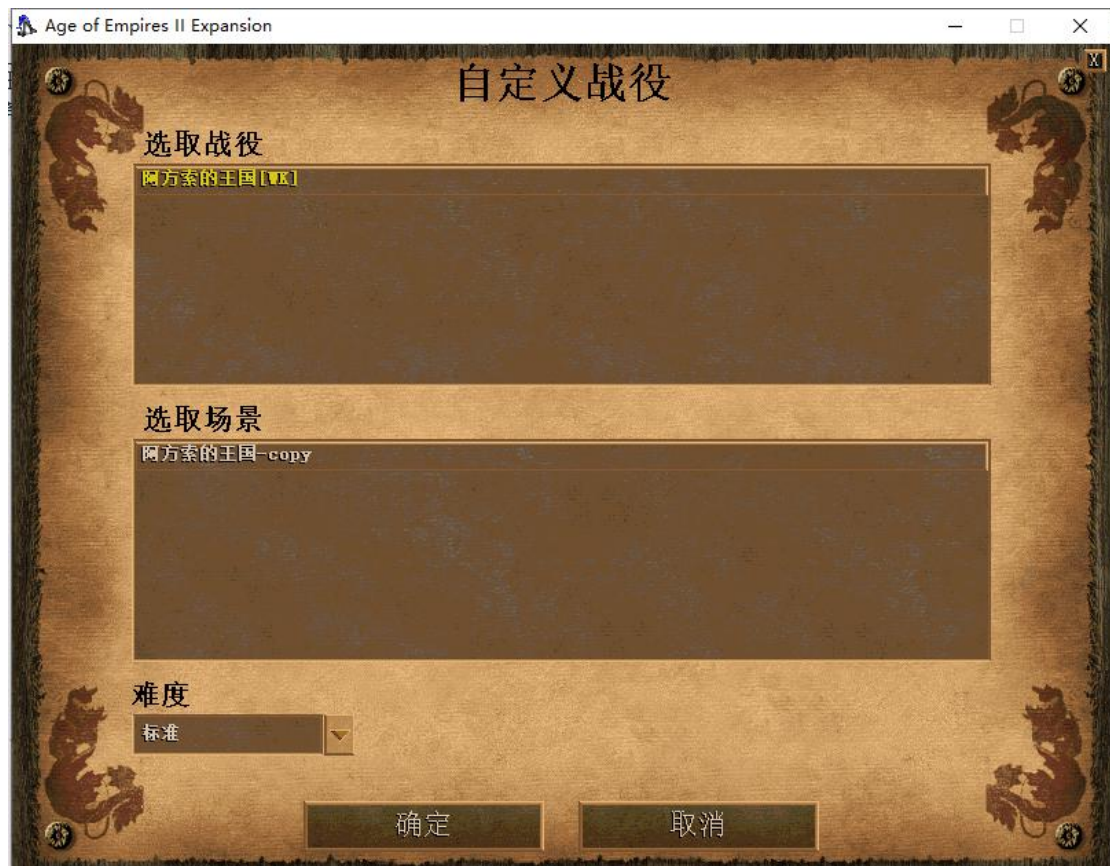 Age of Empires II Expansion
X
自定义战役
选取战役
阿方索的王国[WK]
选取场景
阿方索的王国-copy
难度
标准
确定 取消